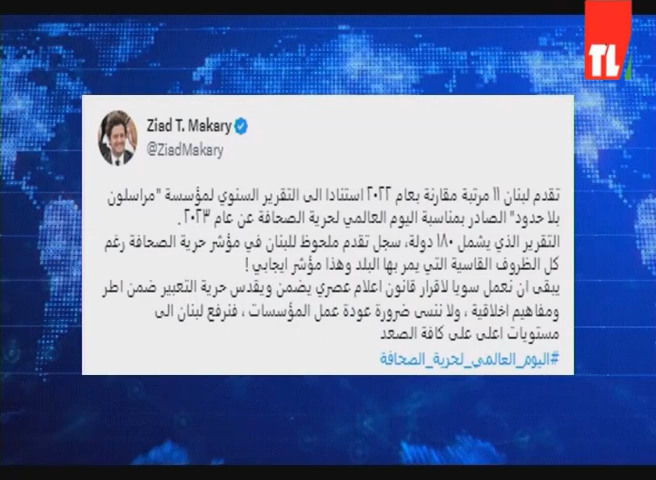 TL
Ziad T. Makary
@ZiadMakary
تقدم لبنان ١١ مرتبة مقارنة بعام ٢٠٢٢ استنادا الى التقرير السنوي لمؤسسة "مراسلون
بلا حدود" الصادر بمناسبة اليوم العالمي لحرية الصحافة عن عام ٢٠٢٣ .
التقرير الذي يشمل ١٨٠ دولة، سجل تقدم ملحوظ للبنان في مؤشر حرية الصحافة رغم
كل الظروف القاسية التي يمر بها البلد وهذا مؤشر ايجابي !
يبقى ان نعمل سويا لاقرار قانون اعلام عصري يضمن ويقدس حرية التعبير ضمن اطر
ومفاهيم اخلاقية ، ولا ننسى ضرورة عودة عمل المؤسسات ، فنرفع لبنان الى
مستويات اعلى على كافة الصعد
#اليوم_العالمي_لحرية_الصحافة